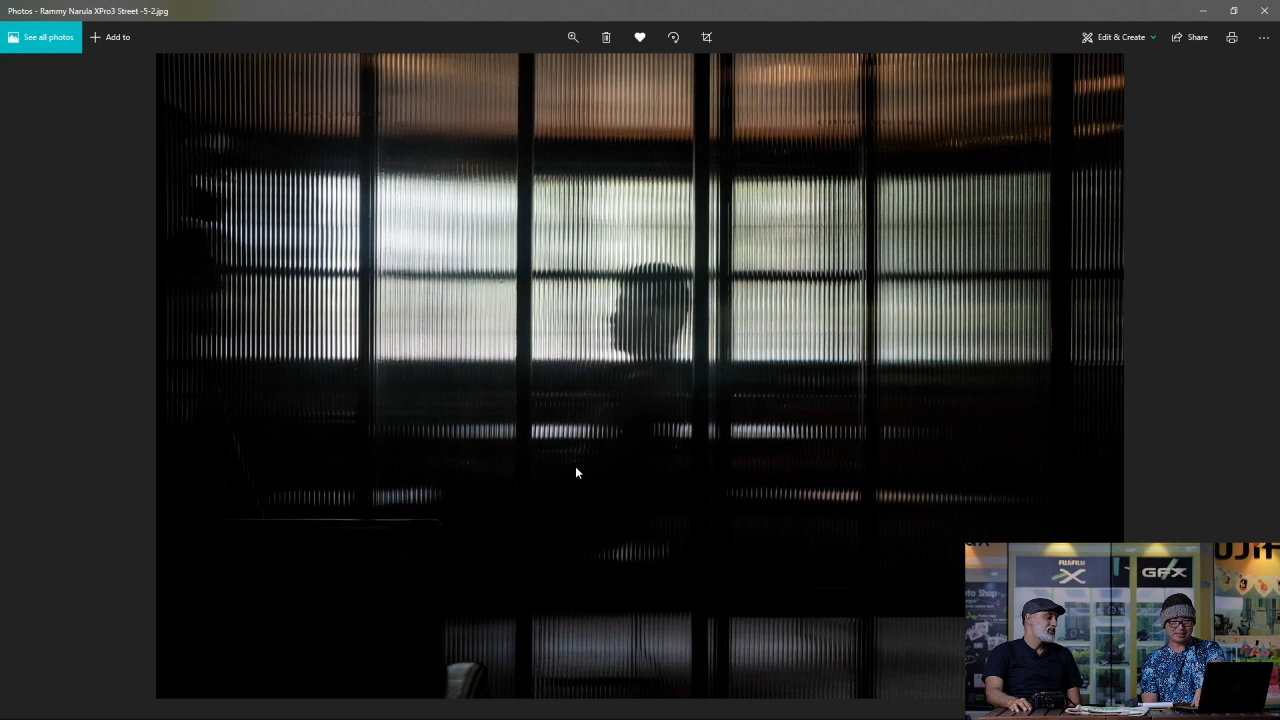 Photos - Rammy Narula XPro3 Street -5-2.jpg
See all photos
Add to
Edit & Create
Share
FUJIFILM
X
GFX